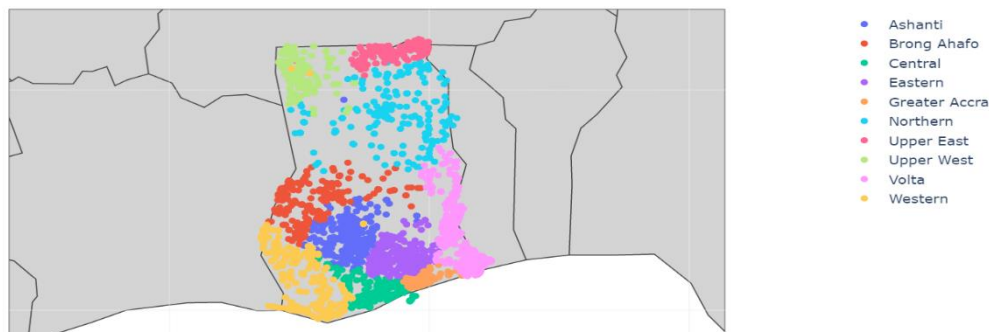 Ashanti
Brong Ahafo
Central
Eastern
Greater Accra
Northern
Upper East
Upper West
Volta
Western